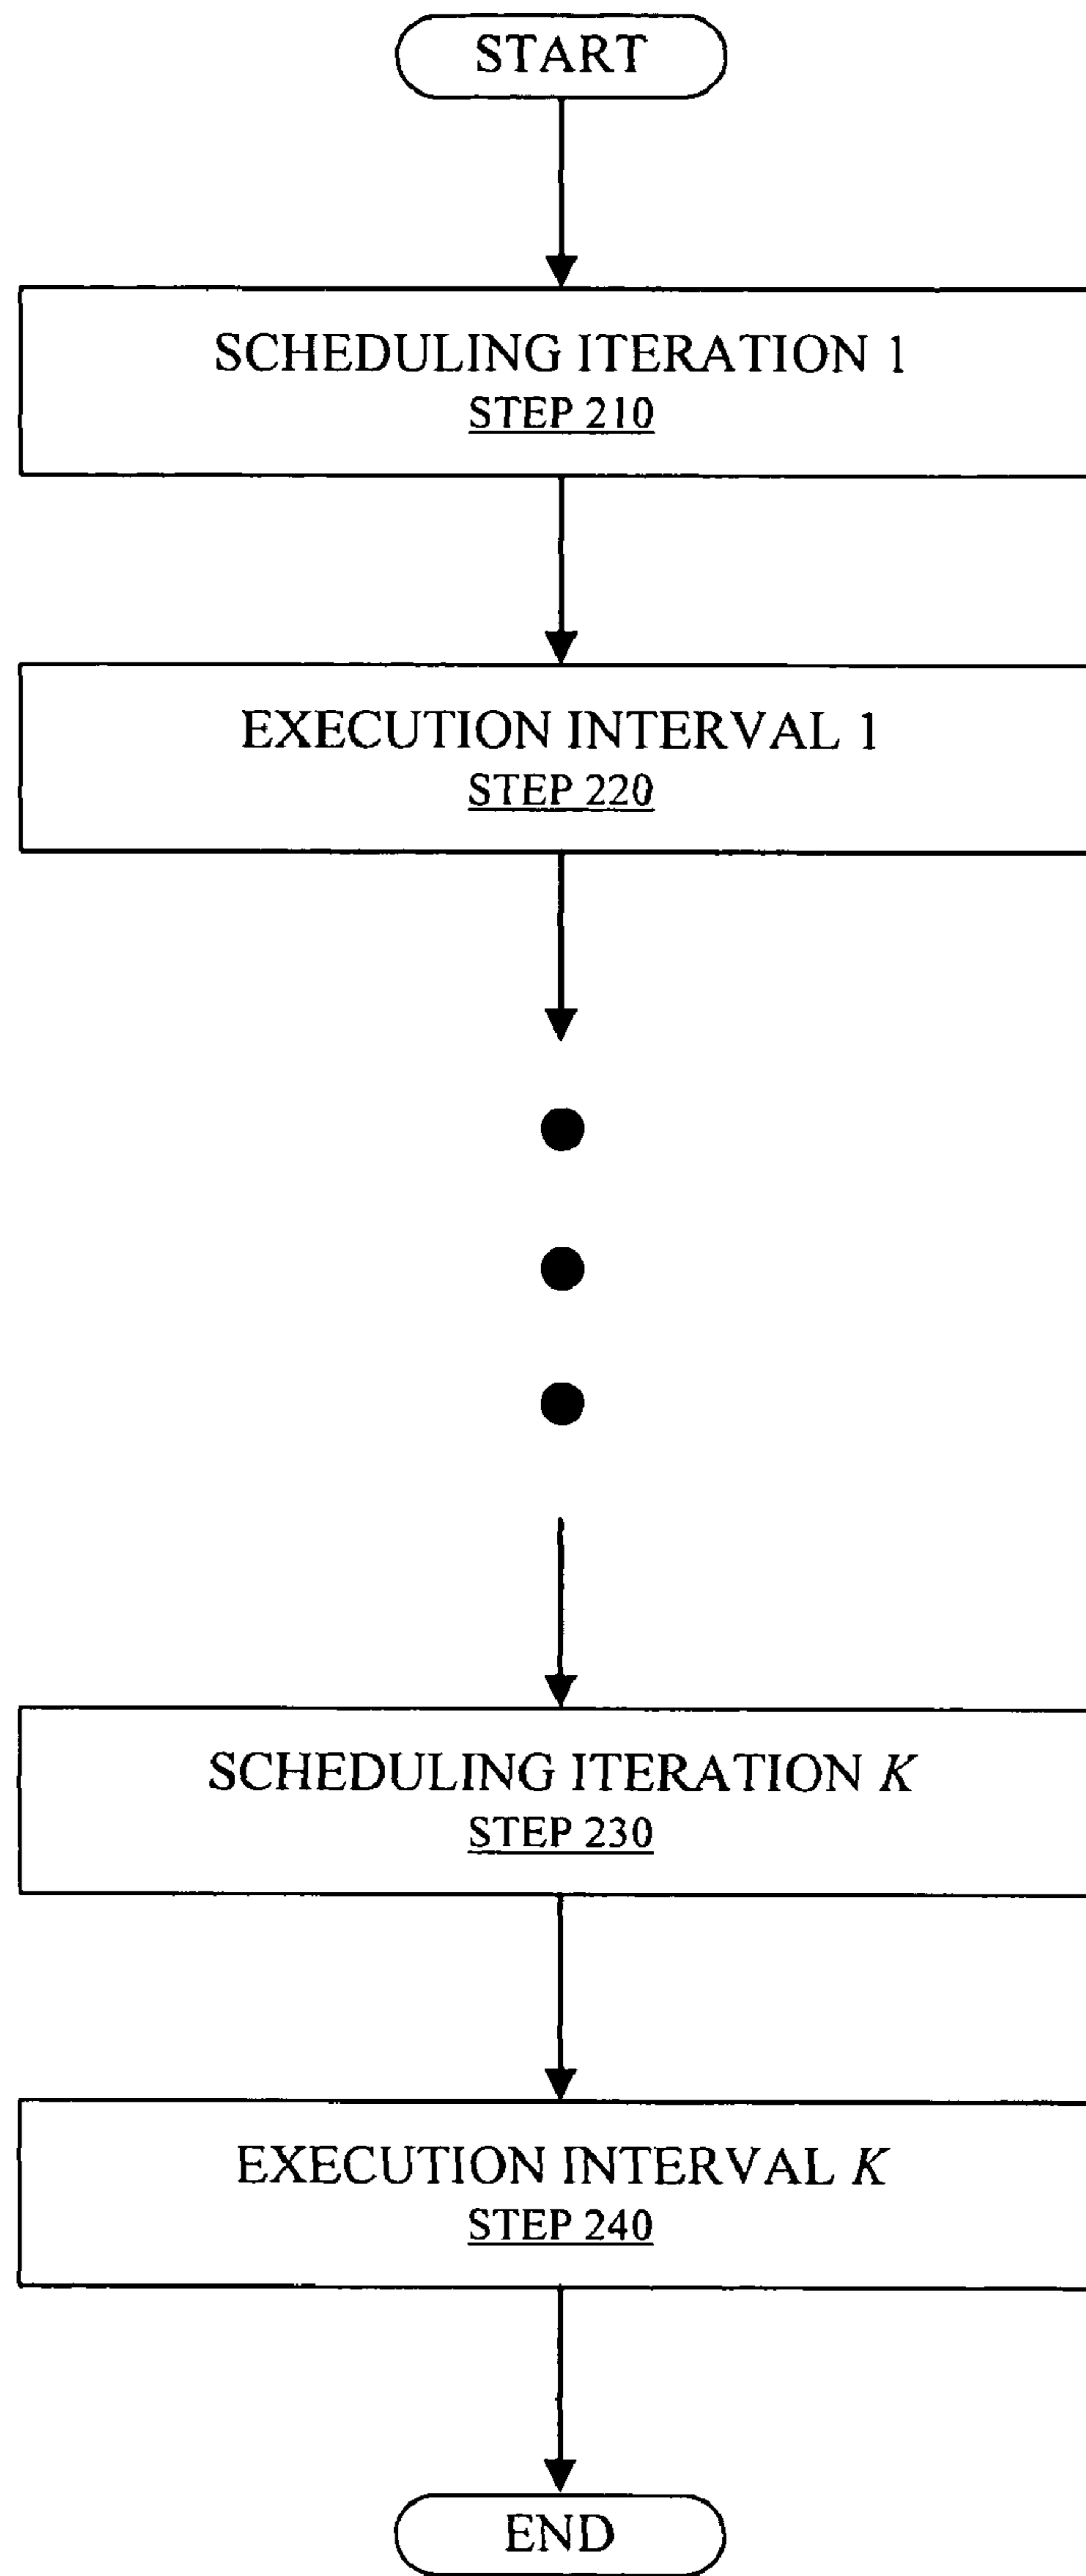 START
SCHEDULING ITERATION 1
STEP 210
EXECUTION INTERVAL 1
STEP 220
SCHEDULING ITERATION K
STEP 230
EXECUTION INTERVAL K
STEP 240
END